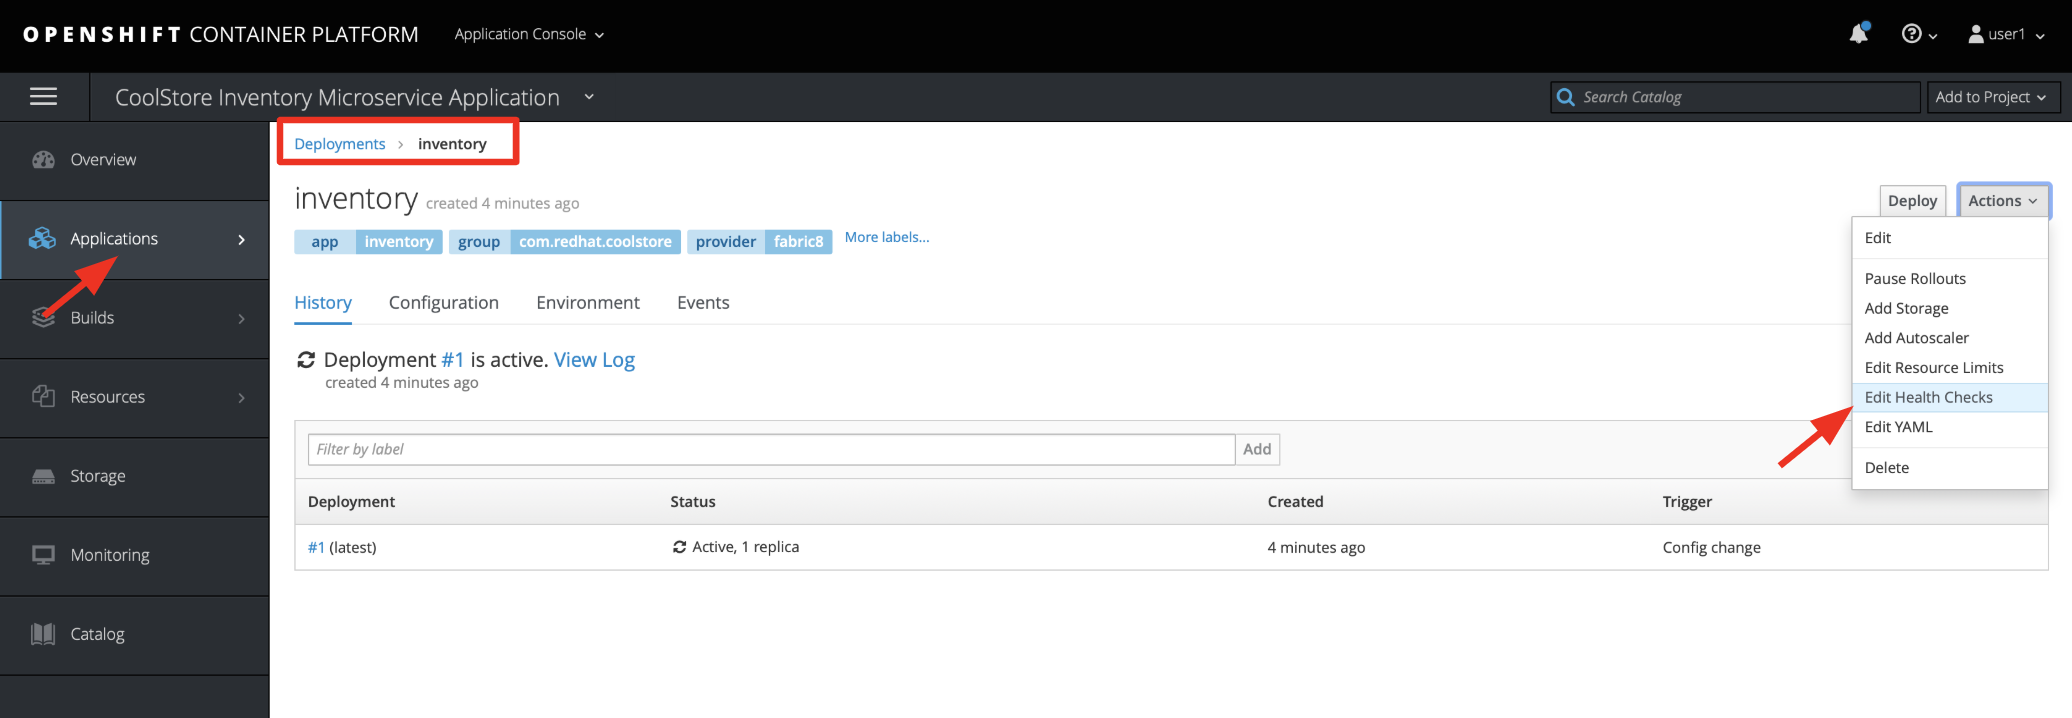 OPENSHIFT CONTAINER PLATFORM Application Console user1
CoolStore Inventory Microservice Application Search Catalog Add to Project
Overview
Applications
Builds
Resources
Storage
Monitoring
Catalog
Deployments > inventory
inventory created 4 minutes ago
Deploy Actions
app inventory group com.redhat.coolstore provider fabric8 More labels...
Edit
Pause Rollouts
Add Storage
Add Autoscaler
Edit Resource Limits
Edit Health Checks
Edit YAML
Delete
History Configuration Environment Events
Deployment #1 is active. View Log
created 4 minutes ago
Filter by label Add
Deployment Status Created Trigger
#1 (latest) Active, 1 replica 4 minutes ago Config change